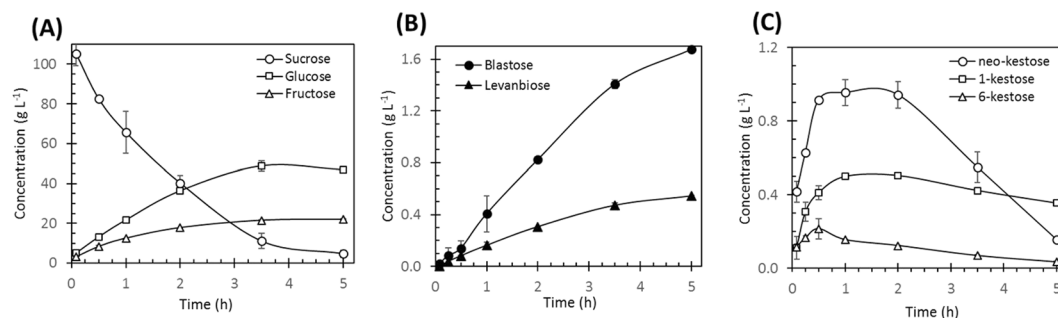 (A)
Concentration (g L⁻¹)
100
80
60
40
20
0
Sucrose
Glucose
Fructose
0 1 2 3 4 5
Time (h)
(B)
Concentration (g L⁻¹)
1.6
1.2
0.8
0.4
0.0
Blastose
Levanbiose
0 1 2 3 4 5
Time (h)
(C)
Concentration (g L⁻¹)
1.2
0.8
0.4
0.0
neo-kestose
1-kestose
6-kestose
0 1 2 3 4 5
Time (h)